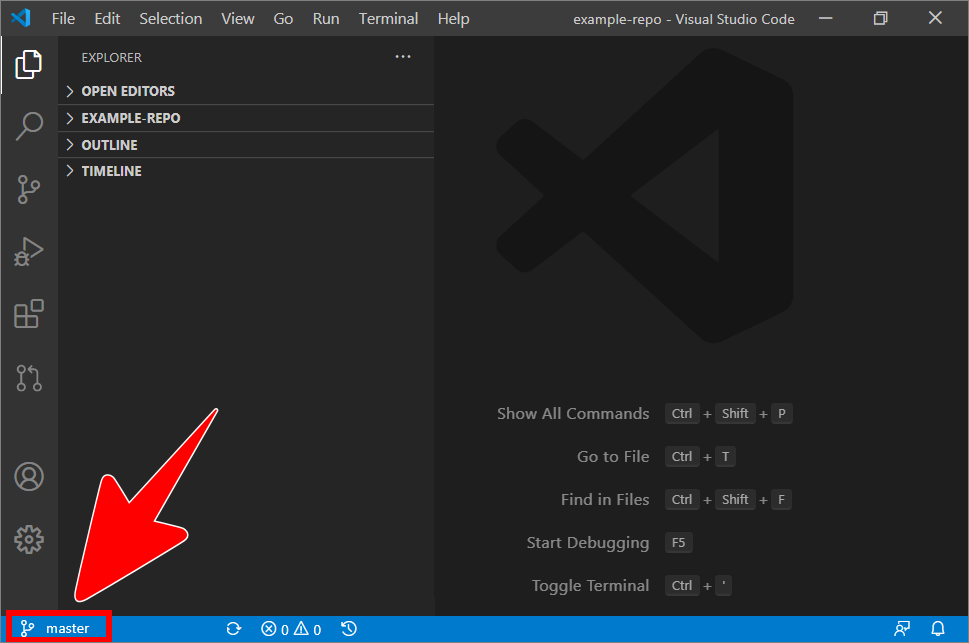 File Edit Selection View Go Run Terminal Help example-repo - Visual Studio Code
EXPLORER ...
OPEN EDITORS
EXAMPLE-REPO
OUTLINE
TIMELINE
Show All Commands Ctrl + Shift + P
Go to File Ctrl + T
Find in Files Ctrl + Shift + F
Start Debugging F5
Toggle Terminal Ctrl + '
master 0 0